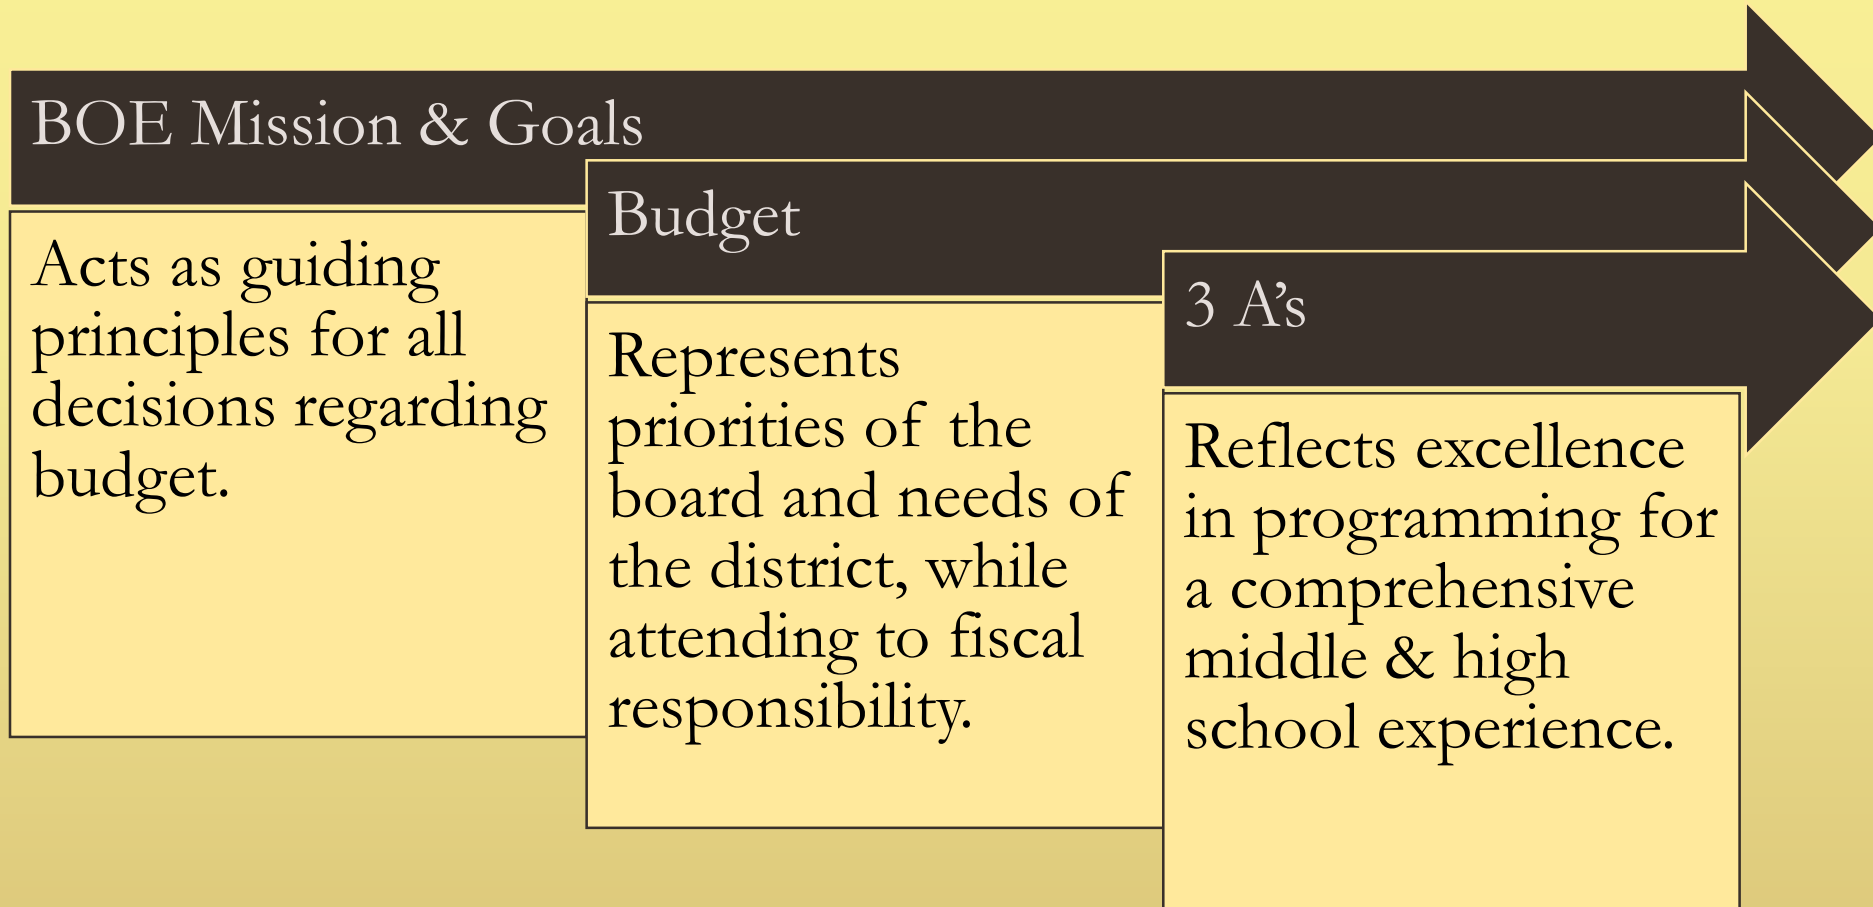 BOE Mission & Goals
Acts as guiding
principles for all
decisions regarding
budget.
Budget
Represents
priorities of the
board and needs of
the district, while
attending to fiscal
responsibility.
3 A’s
Reflects excellence
in programming for
a comprehensive
middle & high
school experience.